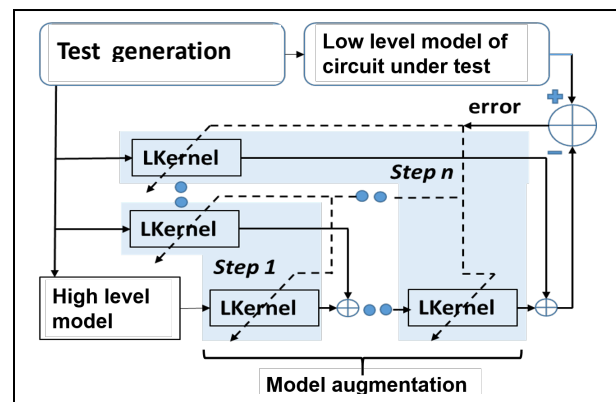 Test generation
Low level model of
circuit under test
+
error
−
LKernel
Step n
LKernel
Step 1
High level
model
LKernel
LKernel
Model augmentation